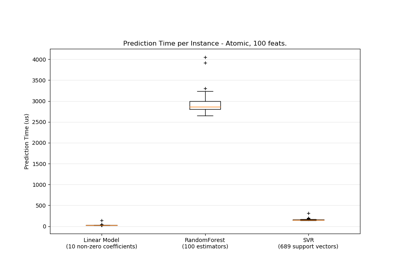 Prediction Time per Instance - Atomic, 100 feats.
Prediction Time (us)
4000
3500
3000
2500
2000
1500
1000
500
0
Linear Model
(10 non-zero coefficients)
RandomForest
(100 estimators)
SVR
(689 support vectors)